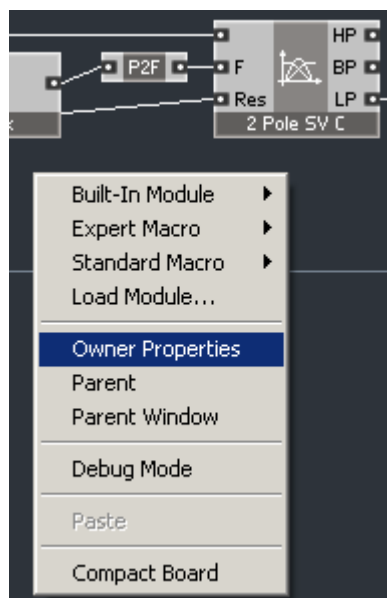 HP
P2F
F
BP
Res
LP
2 Pole SV C
Built-In Module
Expert Macro
Standard Macro
Load Module...
Owner Properties
Parent
Parent Window
Debug Mode
Paste
Compact Board